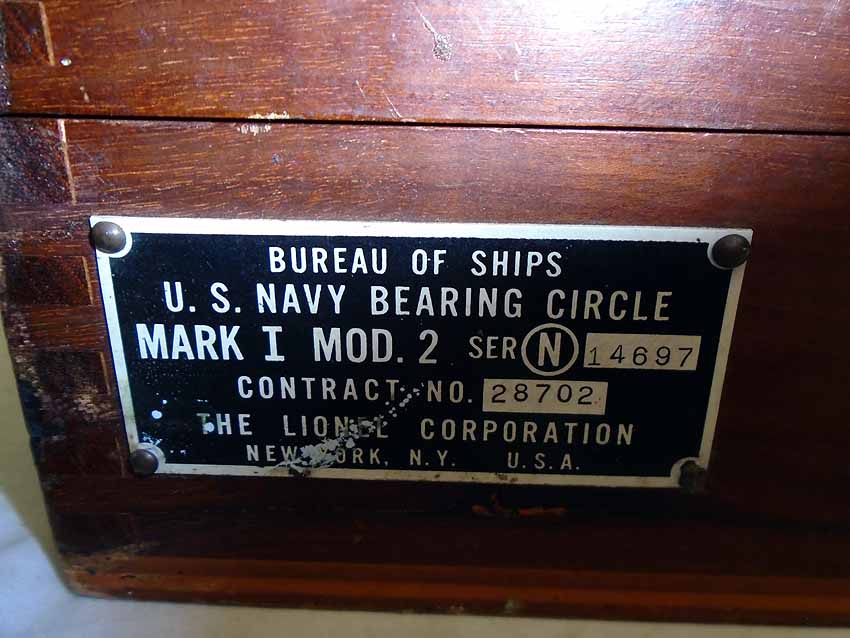 BUREAU OF SHIPS
U. S. NAVY BEARING CIRCLE
MARK I MOD. 2 SER N 14697
CONTRACT NO. 28702
THE LIONEL CORPORATION
NEW YORK, N.Y. U.S.A.